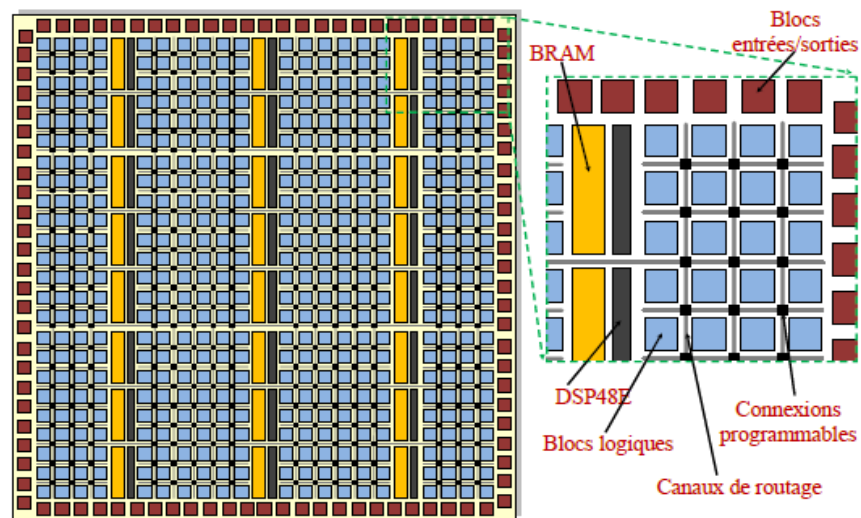 Blocs
entrées/sorties
BRAM
DSP48E
Blocs logiques
Connexions
programmables
Canaux de routage